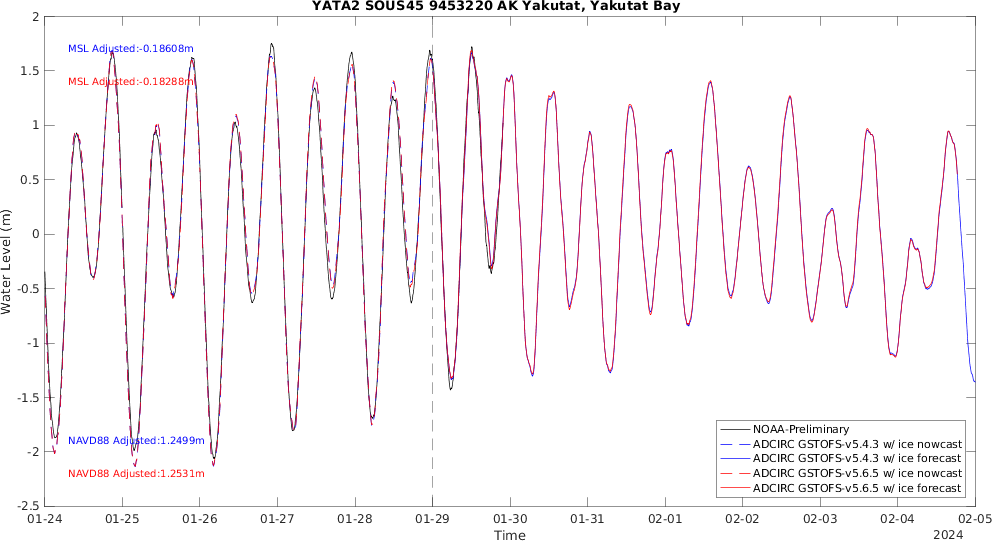 YATA2 SOUS45 9453220 AK Yakutat, Yakutat Bay
2
1.5
1
0.5
0
-0.5
-1
-1.5
-2
-2.5
Water Level (m)
MSL Adjusted:-0.18608m
MSL Adjusted:-0.18288m
NAVD88 Adjusted:1.2499m
NAVD88 Adjusted:1.2531m
NOAA-Preliminary
ADCIRC GSTOFS-v5.4.3 w/ ice nowcast
ADCIRC GSTOFS-v5.4.3 w/ ice forecast
ADCIRC GSTOFS-v5.6.5 w/ ice nowcast
ADCIRC GSTOFS-v5.6.5 w/ ice forecast
01-24 01-25 01-26 01-27 01-28 01-29 01-30 01-31 02-01 02-02 02-03 02-04 02-05
Time
2024